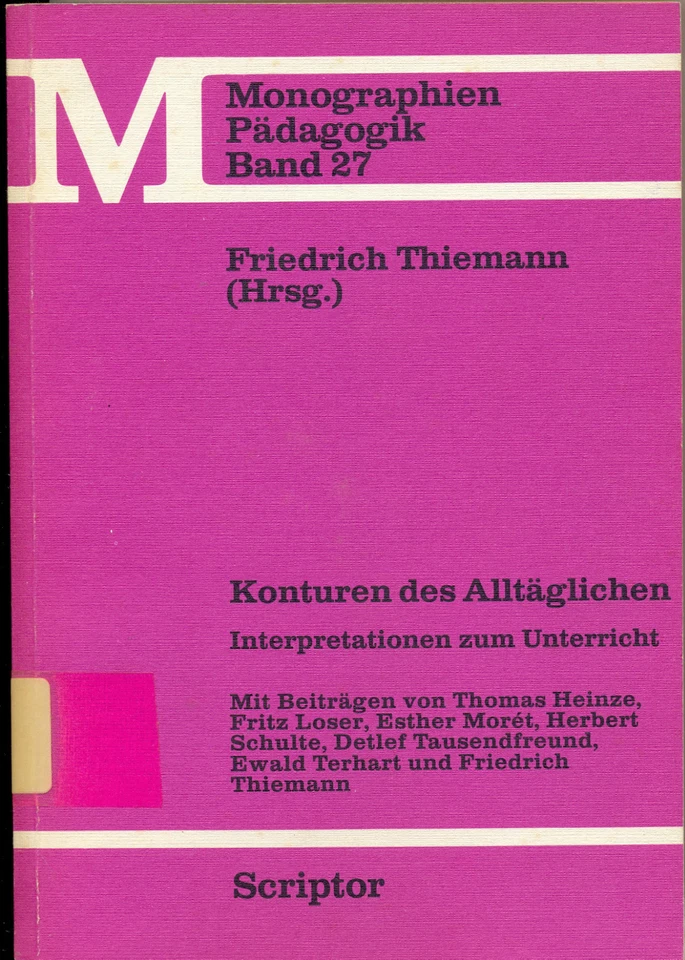 M
Monographien
Pädagogik
Band 27
Friedrich Thiemann
(Hrsg.)
Konturen des Alltäglichen
Interpretationen zum Unterricht
Mit Beiträgen von Thomas Heinze,
Fritz Loser, Esther Morét, Herbert
Schulte, Detlef Tausendfreund,
Ewald Terhart und Friedrich
Thiemann
Scriptor